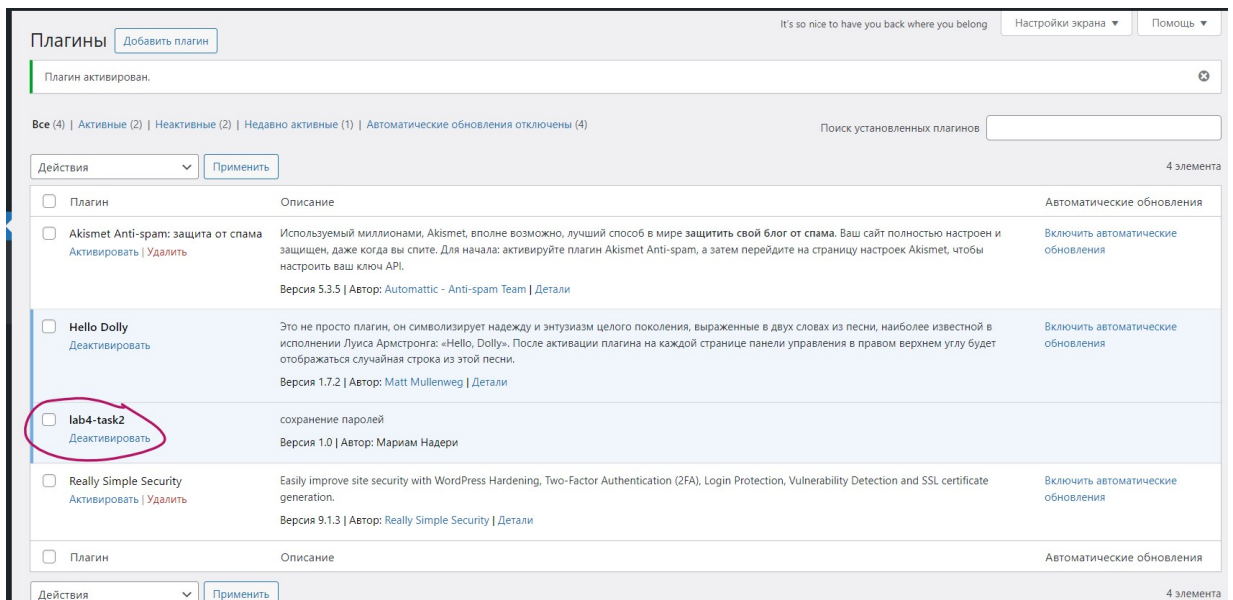 It's so nice to have you back where you belong
Настройки экрана ▼
Помощь ▼
Плагины
Добавить плагин
Плагин активирован.
Все (4) | Активные (2) | Неактивные (2) | Недавно активные (1) | Автоматические обновления отключены (4)
Поиск установленных плагинов
Действия
Применить
4 элемента
Плагин
Описание
Автоматические обновления
Akismet Anti-spam: защита от спама
Активировать | Удалить
Используемый миллионами, Akismet, вполне возможно, лучший способ в мире защитить свой блог от спама. Ваш сайт полностью настроен и
защищен, даже когда вы спите. Для начала: активируйте плагин Akismet Anti-spam, а затем перейдите на страницу настроек Akismet, чтобы
настроить ваш ключ API.
Версия 5.3.5 | Автор: Automattic - Anti-spam Team | Детали
Включить автоматические
обновления
Hello Dolly
Деактивировать
Это не просто плагин, он символизирует надежду и энтузиазм целого поколения, выраженные в двух словах из песни, наиболее известной в
исполнении Луиса Армстронга: «Hello, Dolly». После активации плагина на каждой странице панели управления в правом верхнем углу будет
отображаться случайная строка из этой песни.
Версия 1.7.2 | Автор: Matt Mullenweg | Детали
Включить автоматические
обновления
lab4-task2
Деактивировать
сохранение паролей
Версия 1.0 | Автор: Мариам Надери
Really Simple Security
Активировать | Удалить
Easily improve site security with WordPress Hardening, Two-Factor Authentication (2FA), Login Protection, Vulnerability Detection and SSL certificate
generation.
Версия 9.1.3 | Автор: Really Simple Security | Детали
Включить автоматические
обновления
Плагин
Описание
Автоматические обновления
Действия
Применить
4 элемента